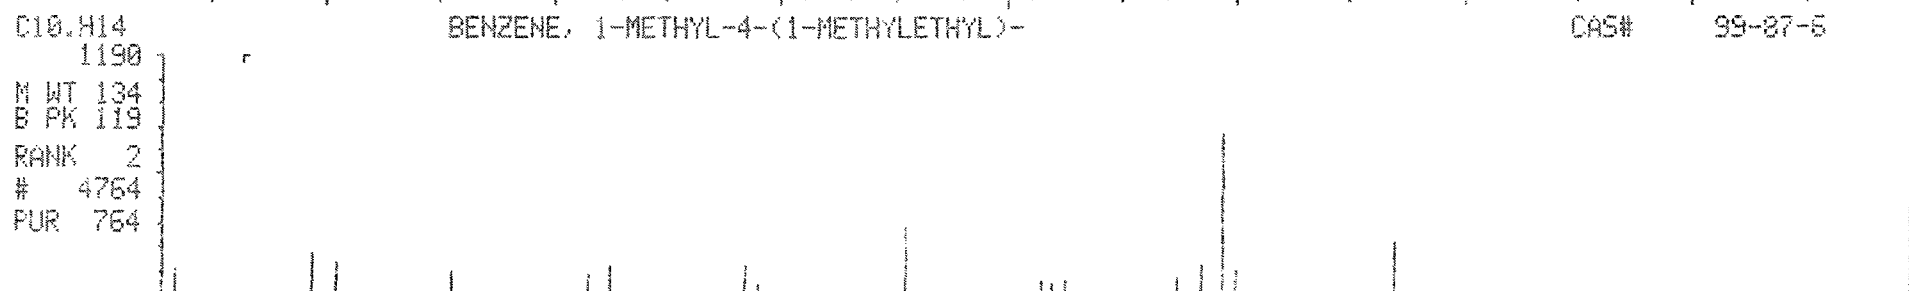 C10.H14 BENZENE, 1-METHYL-4-(1-METHYLETHYL)- CAS# 99-87-6
1190
M WT 134
B PK 119
RANK 2
# 4764
PUR 764